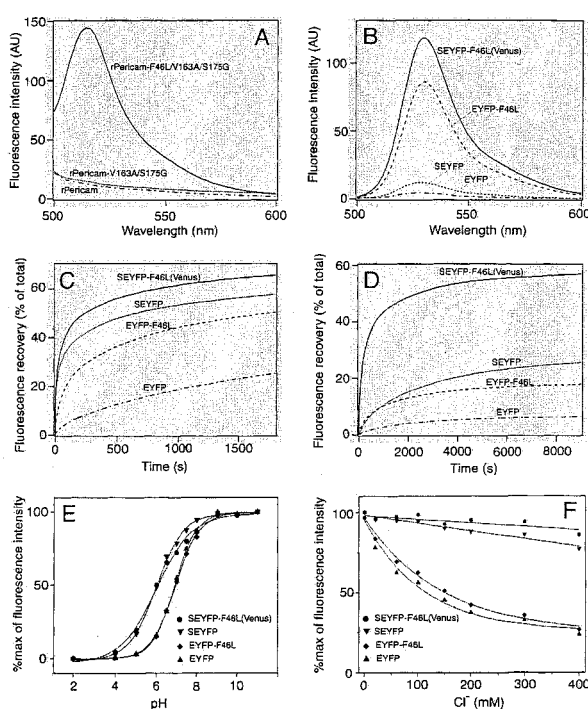 A
Fluorescence intensity (AU)
150
100
50
0
rPericam-F46L/V163A/S175G
rPericam-V163A/S175G
rPericam
500
550
600
Wavelength (nm)
B
Fluorescence intensity (AU)
100
50
0
SEYFP-F46L(Venus)
EYFP-F46L
SEYFP
EYFP
500
550
600
Wavelength (nm)
C
Fluorescence recovery (% of total)
60
40
20
0
SEYFP-F46L(Venus)
SEYFP
EYFP-F46L
EYFP
0
500
1000
1500
Time (s)
D
Fluorescence recovery (% of total)
60
40
20
0
SEYFP-F46L(Venus)
SEYFP
EYFP-F46L
EYFP
0
2000
4000
6000
8000
Time (s)
E
%max of fluorescence intensity
100
50
0
SEYFP-F46L(Venus)
SEYFP
EYFP-F46L
EYFP
2
4
6
8
10
pH
F
%max of fluorescence intensity
100
50
0
SEYFP-F46L(Venus)
SEYFP
EYFP-F46L
EYFP
0
100
200
300
400
Cl⁻ (mM)